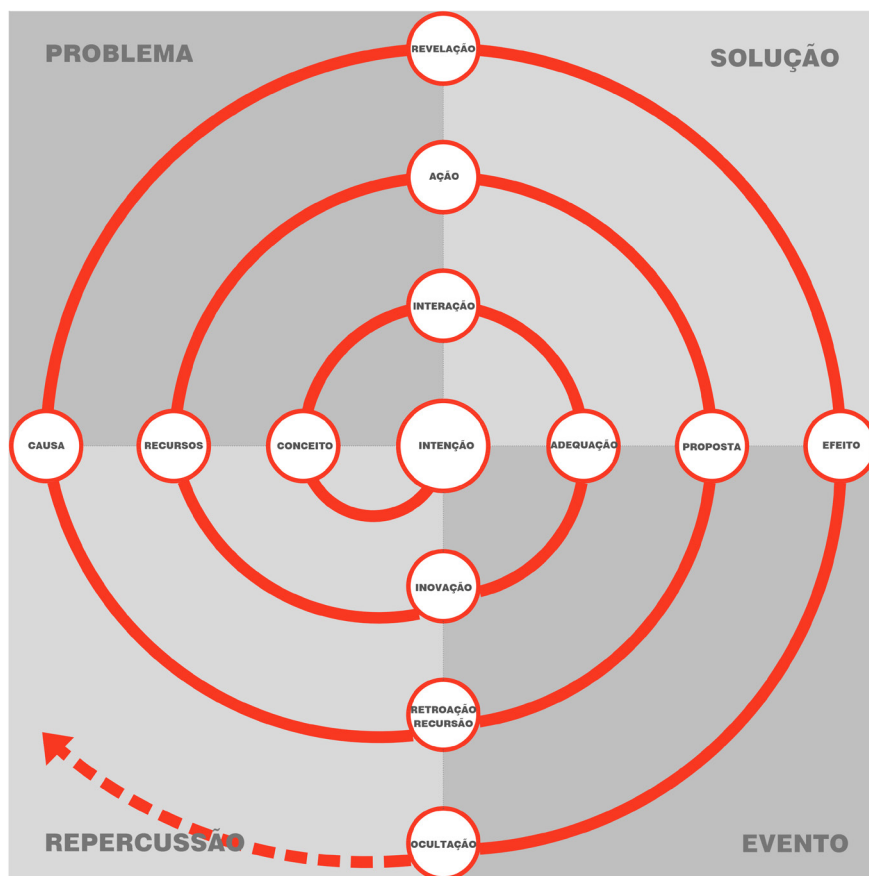 PROBLEMA
REVELAÇÃO
SOLUÇÃO
AÇÃO
INTERAÇÃO
CAUSA
RECURSOS
CONCEITO
INTENÇÃO
ADEQUAÇÃO
PROPOSTA
EFEITO
INOVAÇÃO
RETROAÇÃO
RECURSÃO
REPERCUSSÃO
OCULTAÇÃO
EVENTO